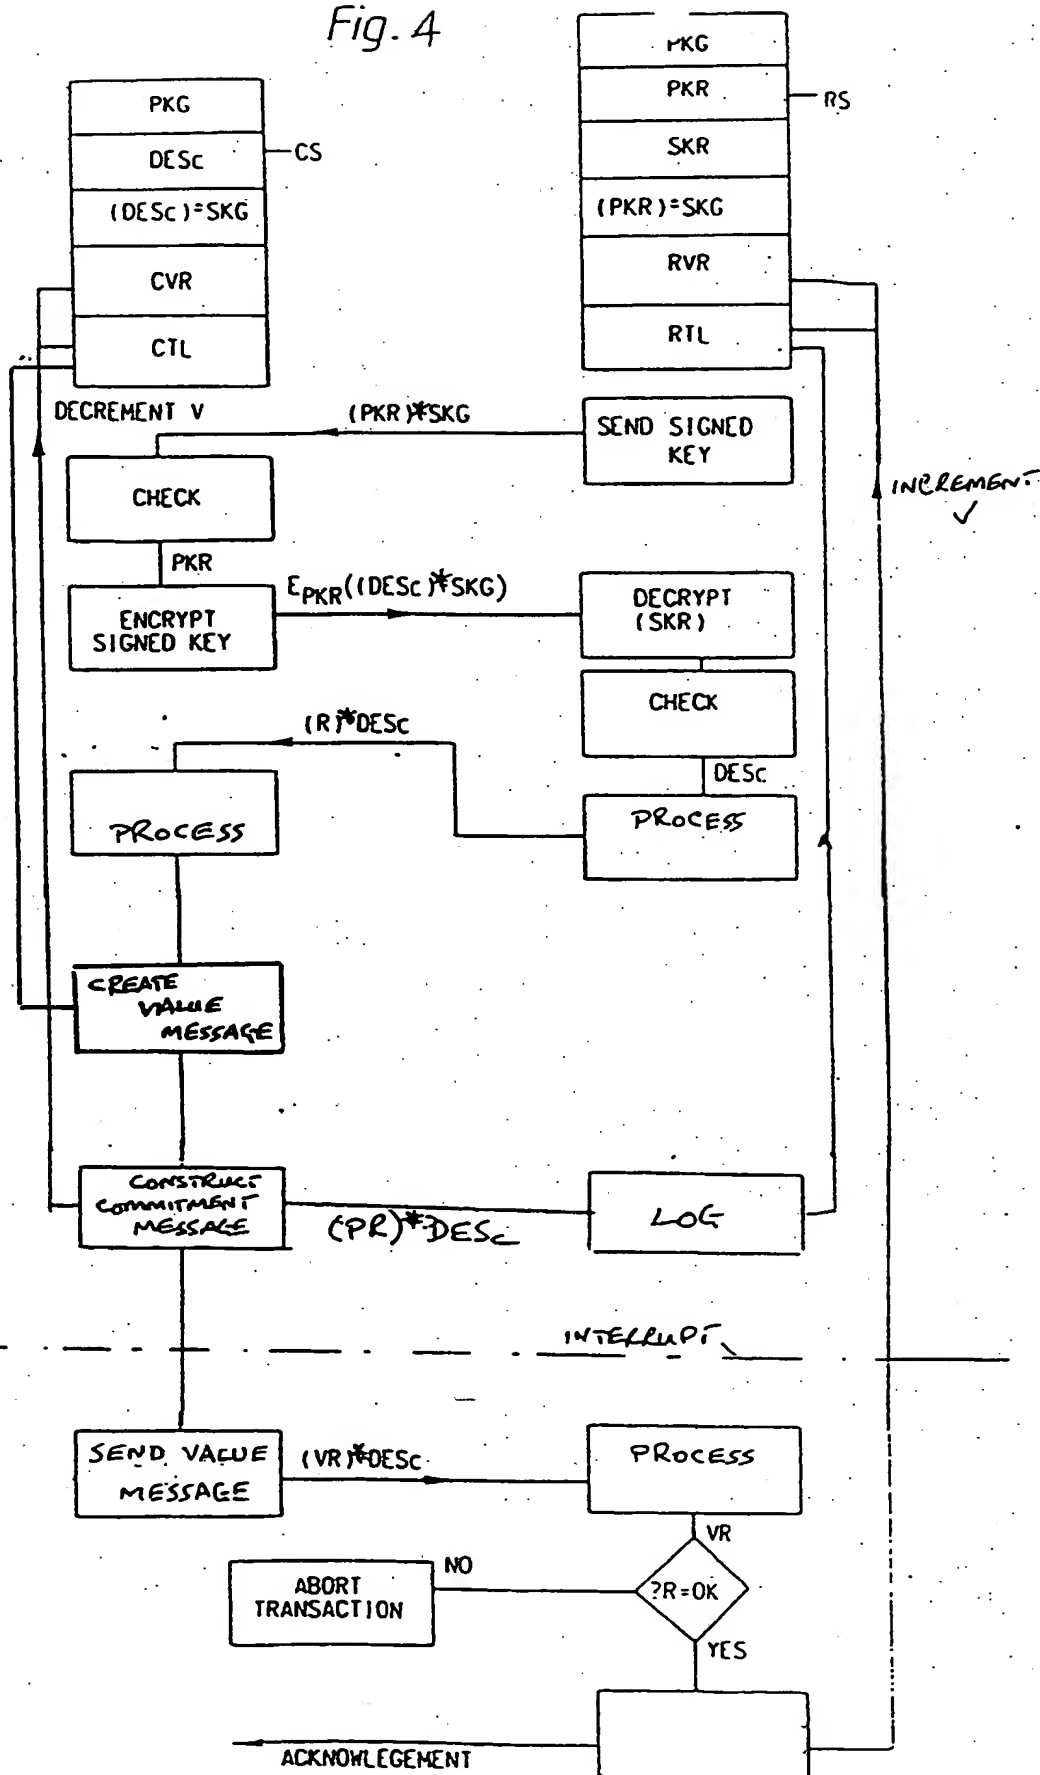 Fig. 4
PKG
DESc
(DESc)=SKG
CVR
CTL
CS
PKG
PKR
SKR
(PKR)=SKG
RVR
RTL
RS
DECREMENT V
(PKR)*SKG
SEND SIGNED
KEY
CHECK
INCREMENT
V
PKR
ENCRYPT
SIGNED KEY
EPKR((DESc)*SKG)
DECRYPT
(SKR)
CHECK
(R)*DESc
DESc
PROCESS
PROCESS
CREATE
VALUE
MESSAGE
CONSTRUCT
COMMITMENT
MESSAGE
(PR)*DESc
LOG
INTERRUPT
SEND VALUE
MESSAGE
(VR)*DESc
PROCESS
VR
NO
ABORT
TRANSACTION
?R=OK
YES
ACKNOWLEGEMENT